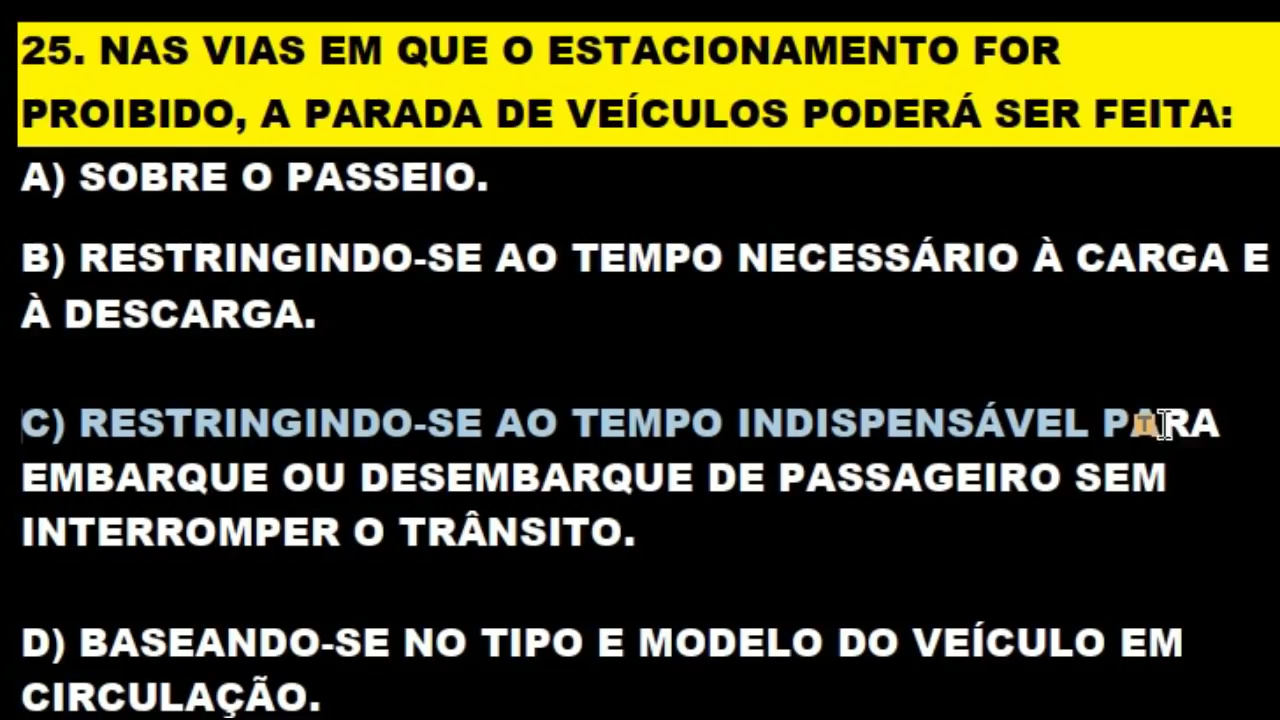 25. NAS VIAS EM QUE O ESTACIONAMENTO FOR
PROIBIDO, A PARADA DE VEÍCULOS PODERÁ SER FEITA:
A) SOBRE O PASSEIO.
B) RESTRINGINDO-SE AO TEMPO NECESSÁRIO À CARGA E
À DESCARGA.
C) RESTRINGINDO-SE AO TEMPO INDISPENSÁVEL PARA
EMBARQUE OU DESEMBARQUE DE PASSAGEIRO SEM
INTERROMPER O TRÂNSITO.
D) BASEANDO-SE NO TIPO E MODELO DO VEÍCULO EM
CIRCULAÇÃO.